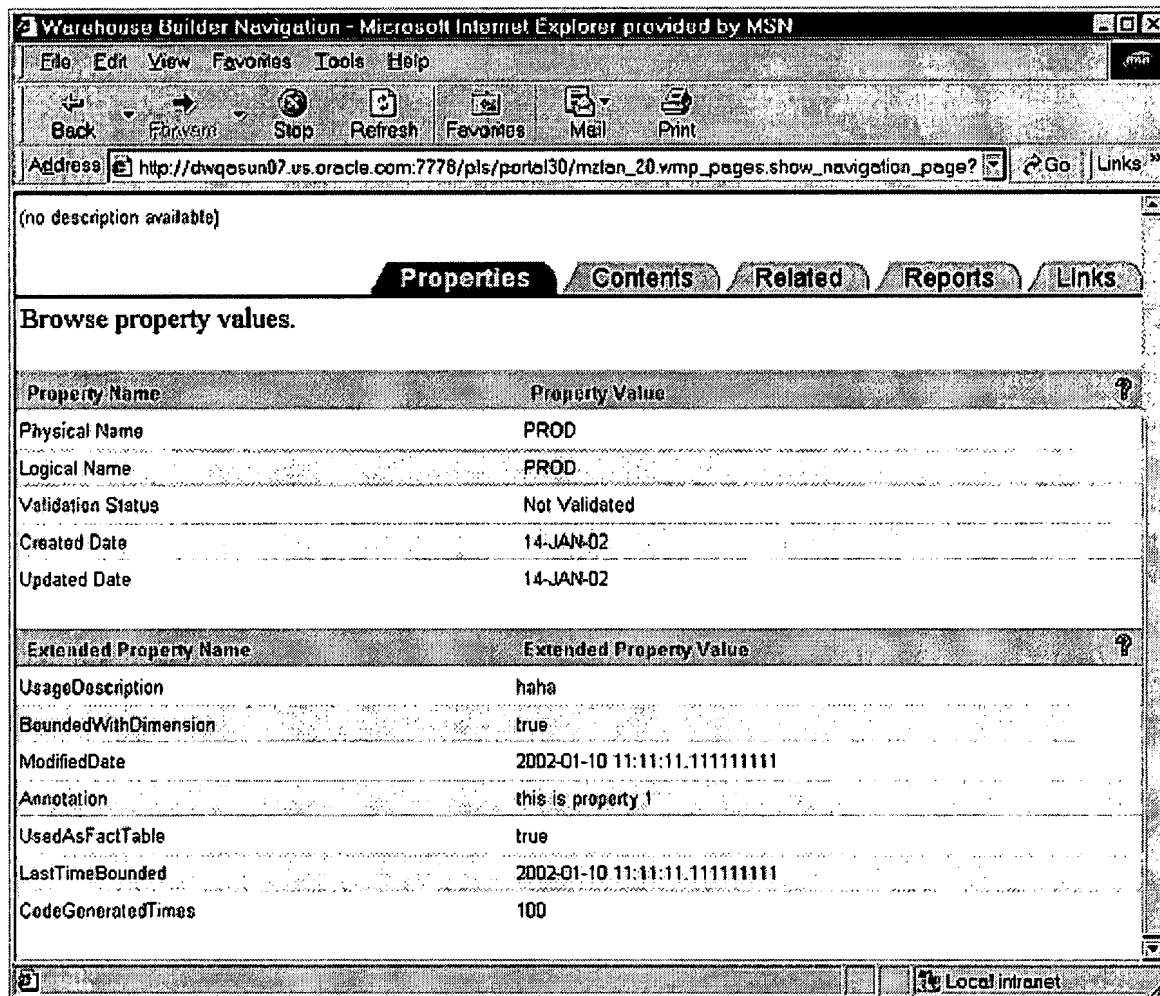 Warehouse Builder Navigation - Microsoft Internet Explorer provided by MSN
File Edit View Favorites Tools Help
msn
Back Forward Stop Refresh Favorites Mail Print
Address http://dwqasun07.us.oracle.com:7778/pls/portal30/mzlan_20.wmp_pages.show_navigation_page? Go Links »
(no description available)
Properties Contents Related Reports Links
Browse property values.
Property Name Property Value ?
Physical Name PROD
Logical Name PROD
Validation Status Not Validated
Created Date 14-JAN-02
Updated Date 14-JAN-02
Extended Property Name Extended Property Value ?
UsageDescription haha
BoundedWithDimension true
ModifiedDate 2002-01-10 11:11:11.111111111
Annotation this is property 1
UsedAsFactTable true
LastTimeBounded 2002-01-10 11:11:11.111111111
CodeGeneratedTimes 100
Local intranet